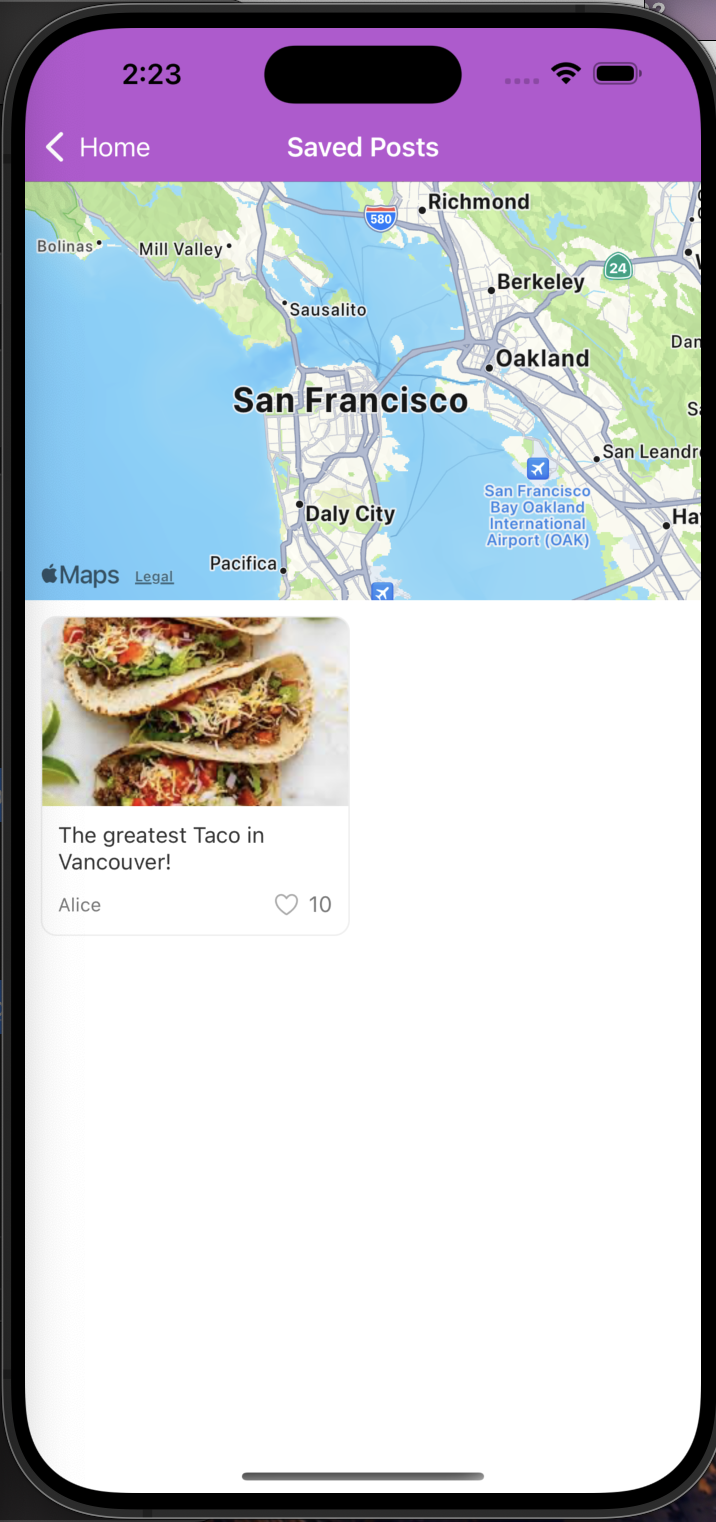 2:23
Home
Saved Posts
580
Richmond
Bolinas
Mill Valley
24
Berkeley
Sausalito
Oakland
Dan
San Francisco
San Leandr
San Francisco
Bay Oakland
International
Airport (OAK)
Daly City
Ha
Pacifica
Maps
Legal
The greatest Taco in
Vancouver!
Alice
10